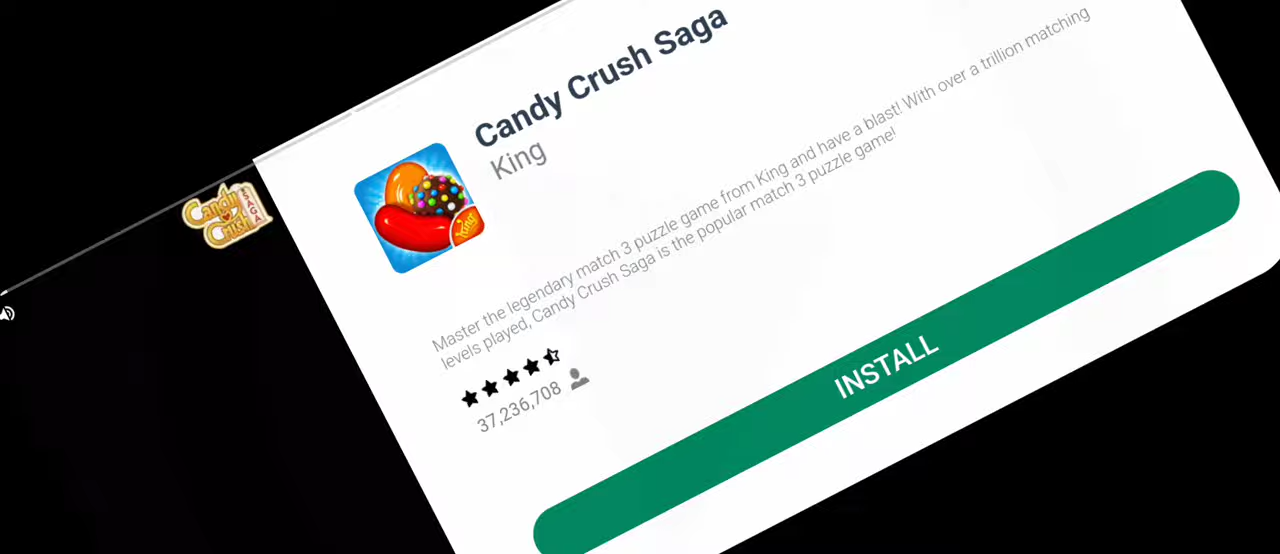 Candy Crush Saga
King
Candy
Crush
SAGA
king
Master the legendary match 3 puzzle game from King and have a blast! With over a trillion matching
levels played, Candy Crush Saga is the popular match 3 puzzle game!
37,236,708
INSTALL